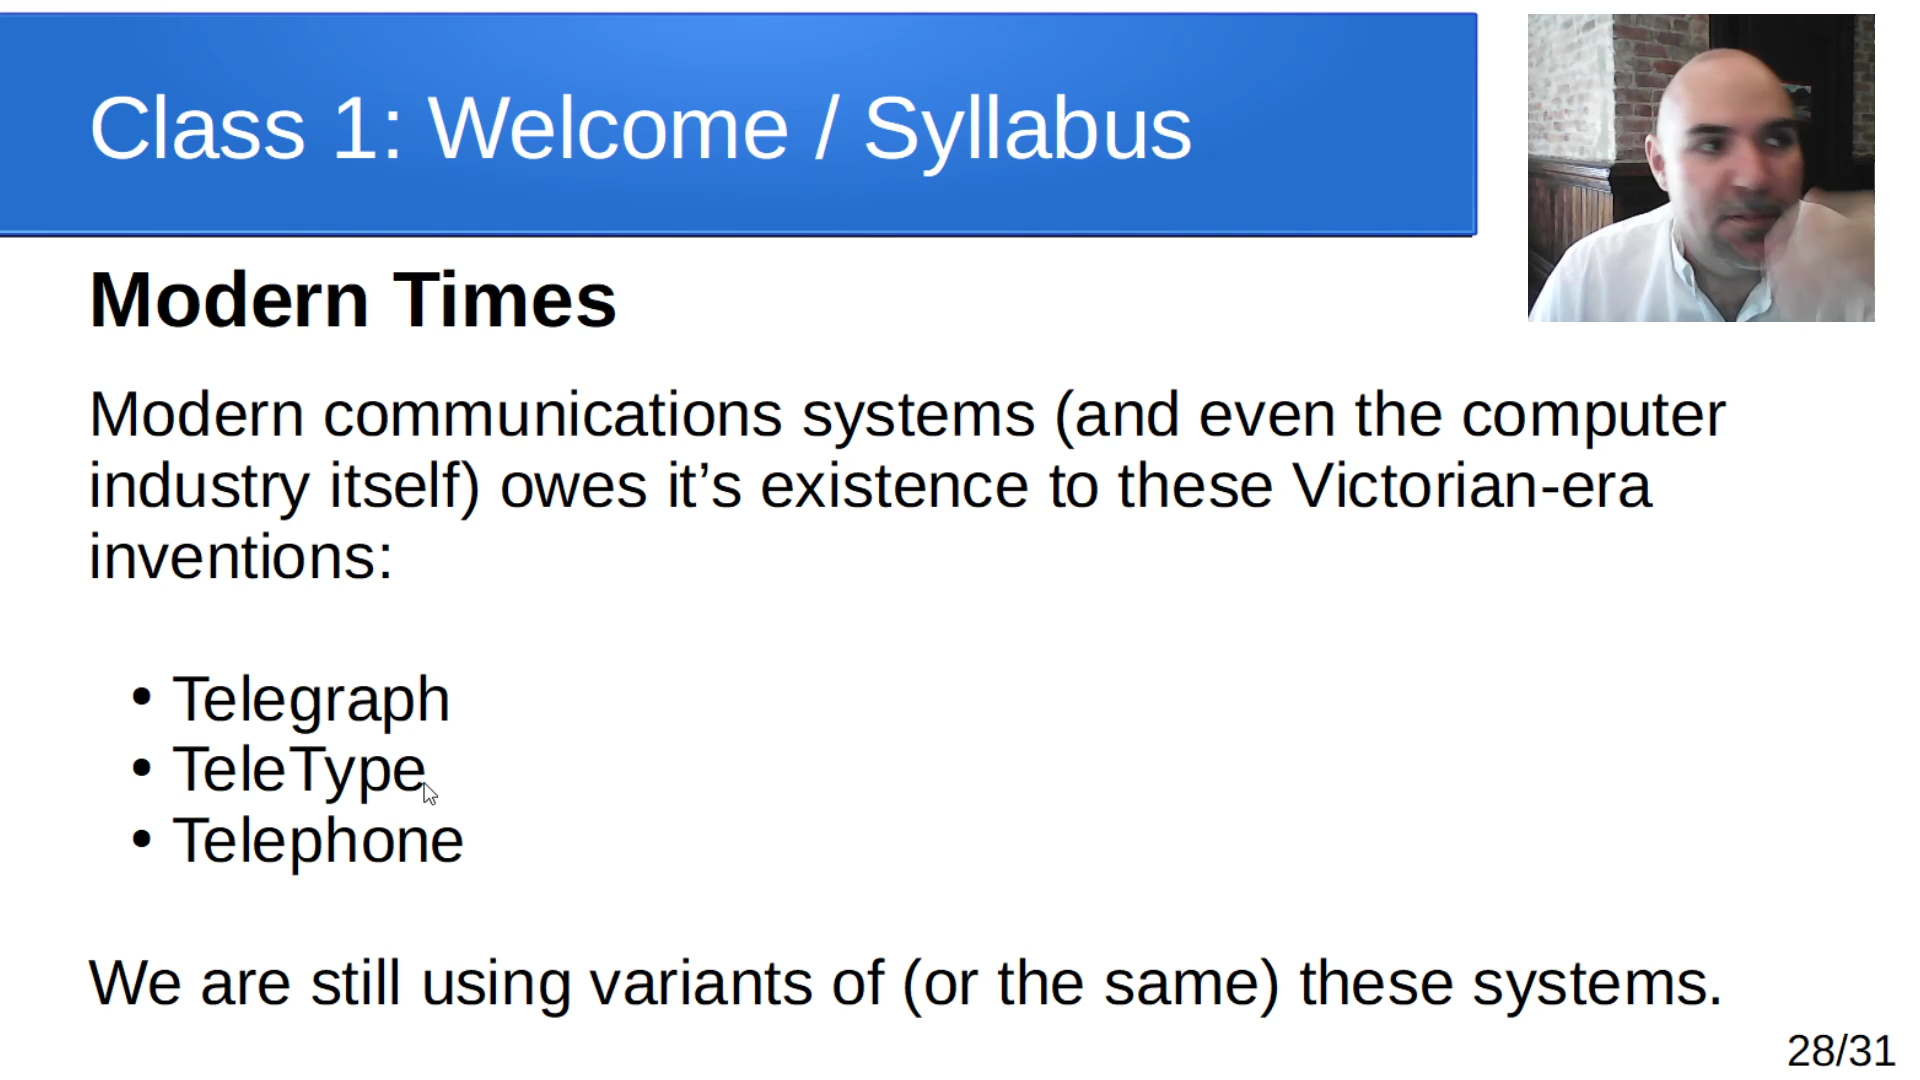 Class 1: Welcome / Syllabus
Modern Times
Modern communications systems (and even the computer
industry itself) owes it’s existence to these Victorian-era
inventions:
• Telegraph
• TeleType
• Telephone
We are still using variants of (or the same) these systems.
28/31